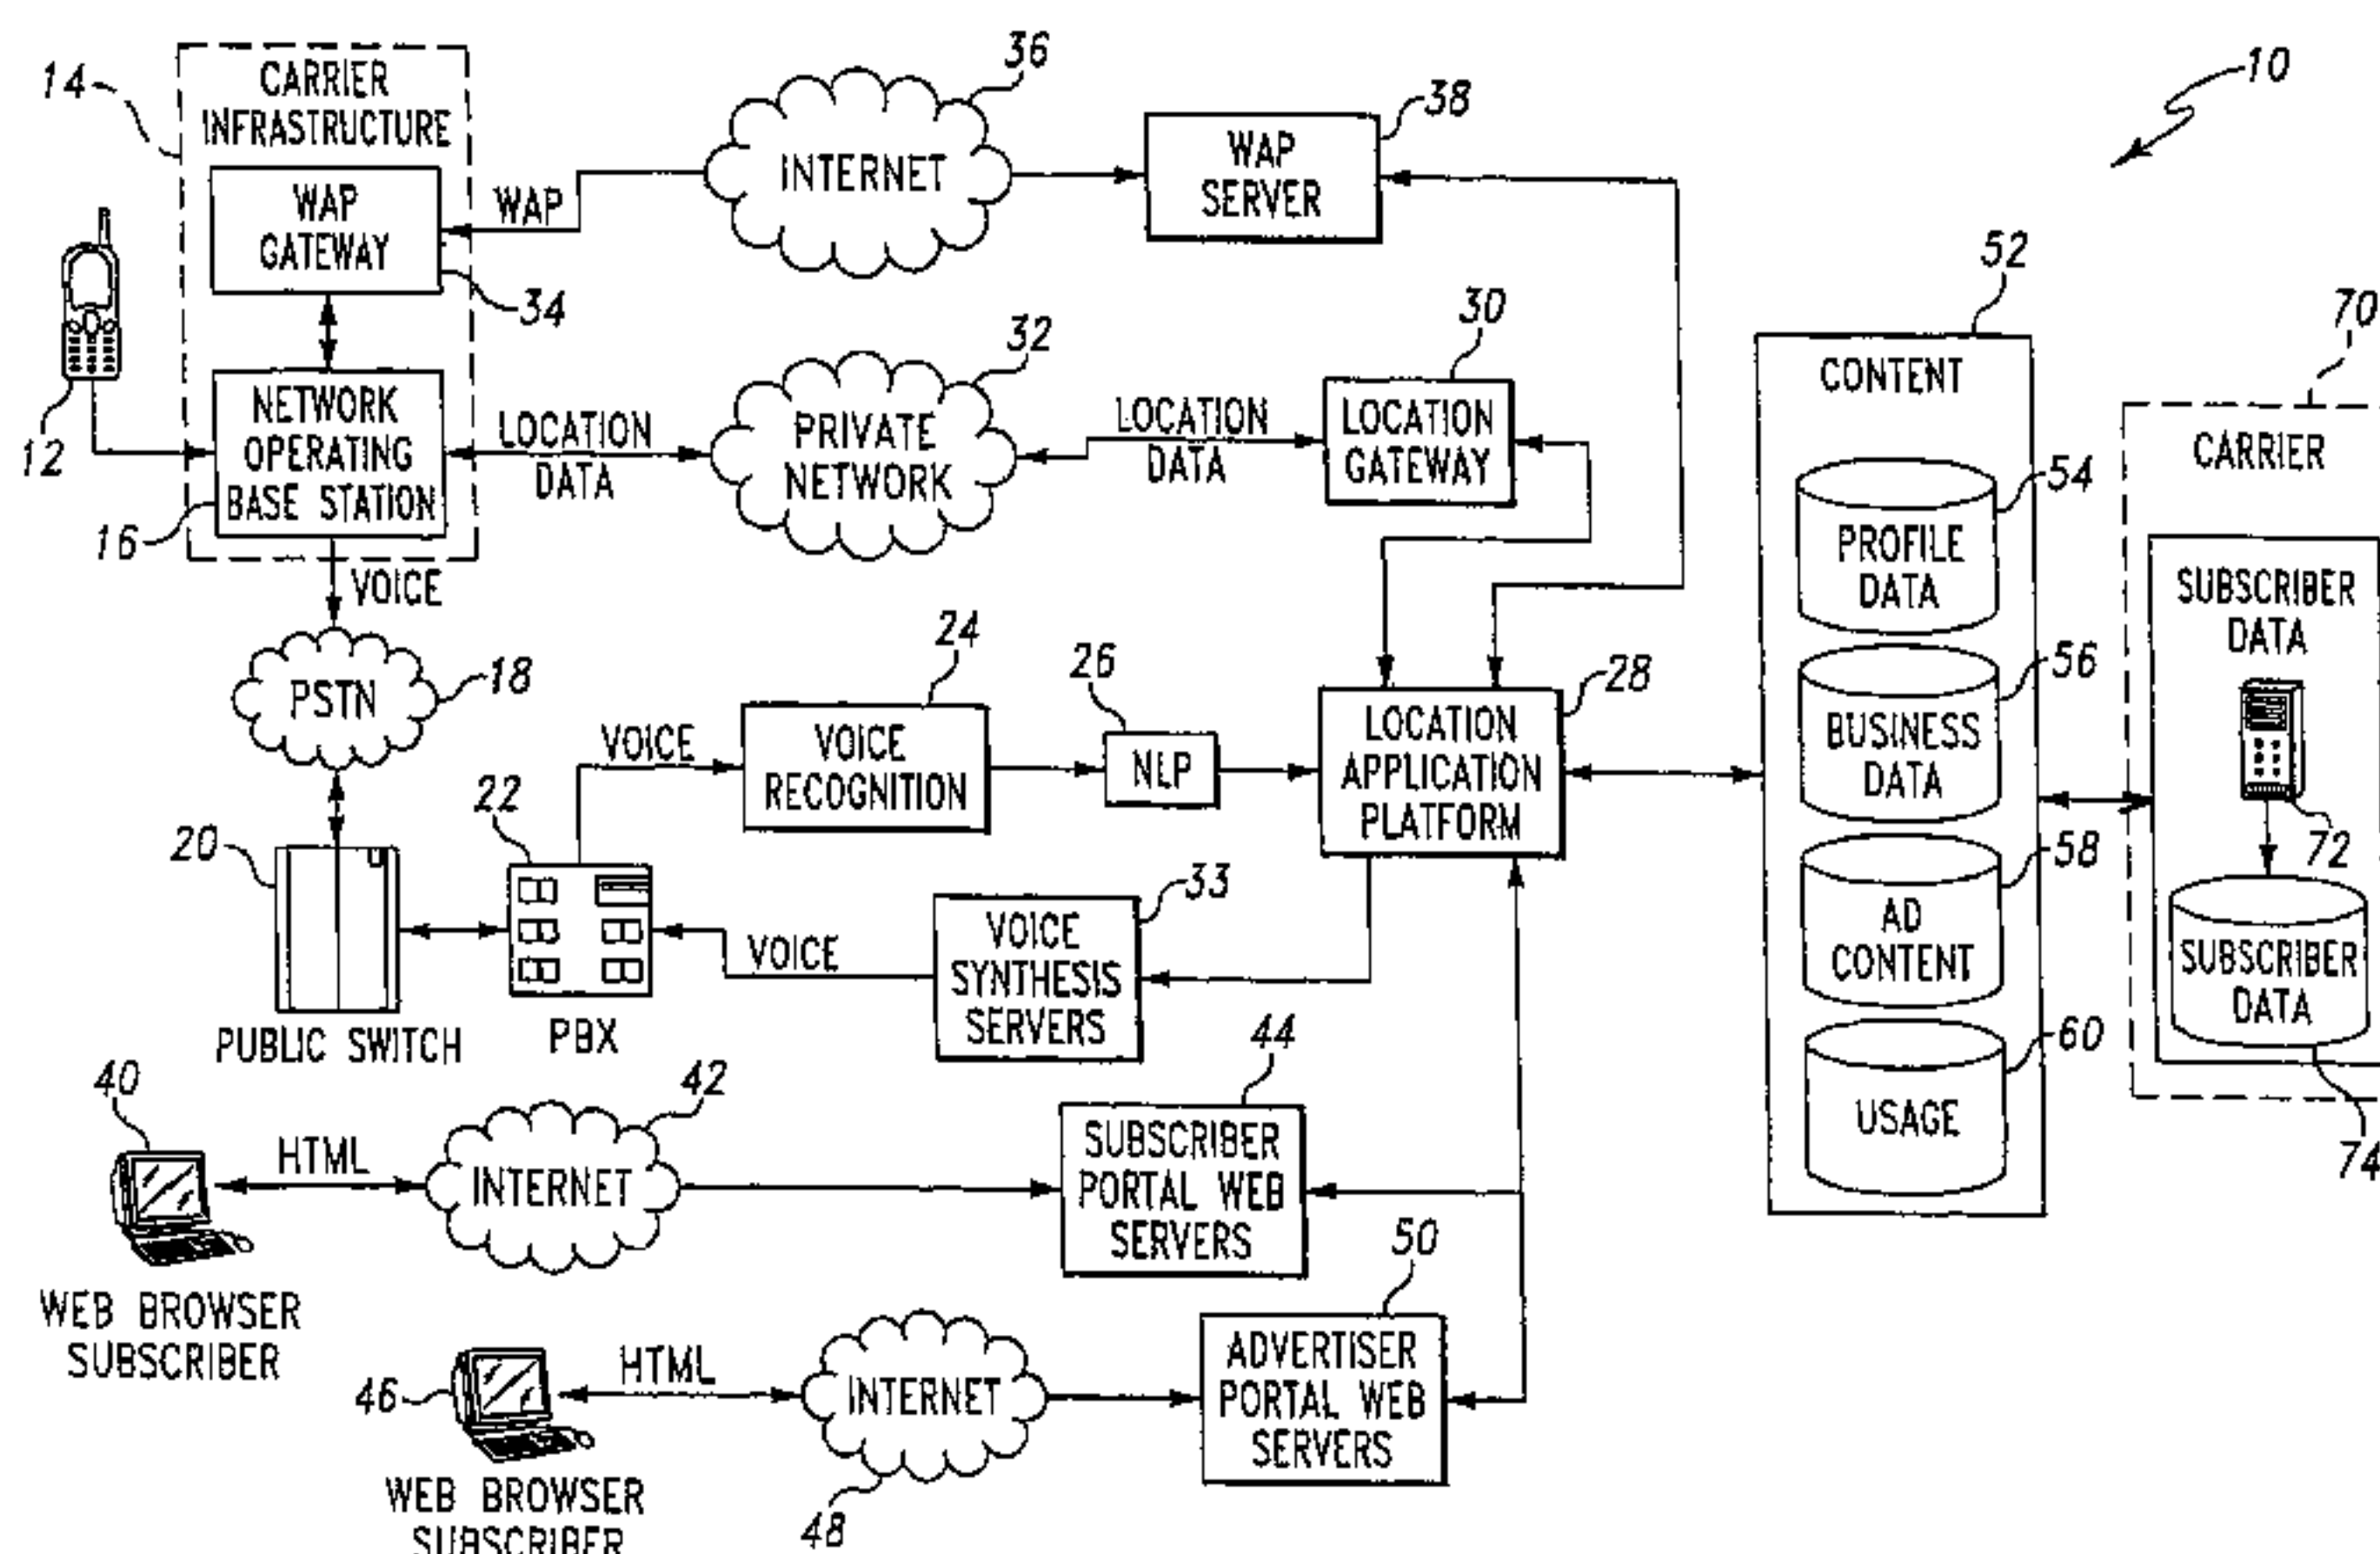 14
CARRIER
INFRASTRUCTURE
WAP
GATEWAY
34
WAP
36
INTERNET
38
WAP
SERVER
10
12
NETWORK
OPERATING
BASE STATION
16
LOCATION
DATA
32
PRIVATE
NETWORK
LOCATION
DATA
30
LOCATION
GATEWAY
52
CONTENT
54
PROFILE
DATA
56
BUSINESS
DATA
58
AD
CONTENT
60
USAGE
70
CARRIER
SUBSCRIBER
DATA
72
SUBSCRIBER
DATA
74
VOICE
PSTN
18
20
PUBLIC SWITCH
22
PBX
VOICE
24
VOICE
RECOGNITION
26
NLP
28
LOCATION
APPLICATION
PLATFORM
33
VOICE
SYNTHESIS
SERVERS
VOICE
40
WEB BROWSER
SUBSCRIBER
HTML
42
INTERNET
44
SUBSCRIBER
PORTAL WEB
SERVERS
46
WEB BROWSER
SUBSCRIBER
HTML
INTERNET
48
50
ADVERTISER
PORTAL WEB
SERVERS